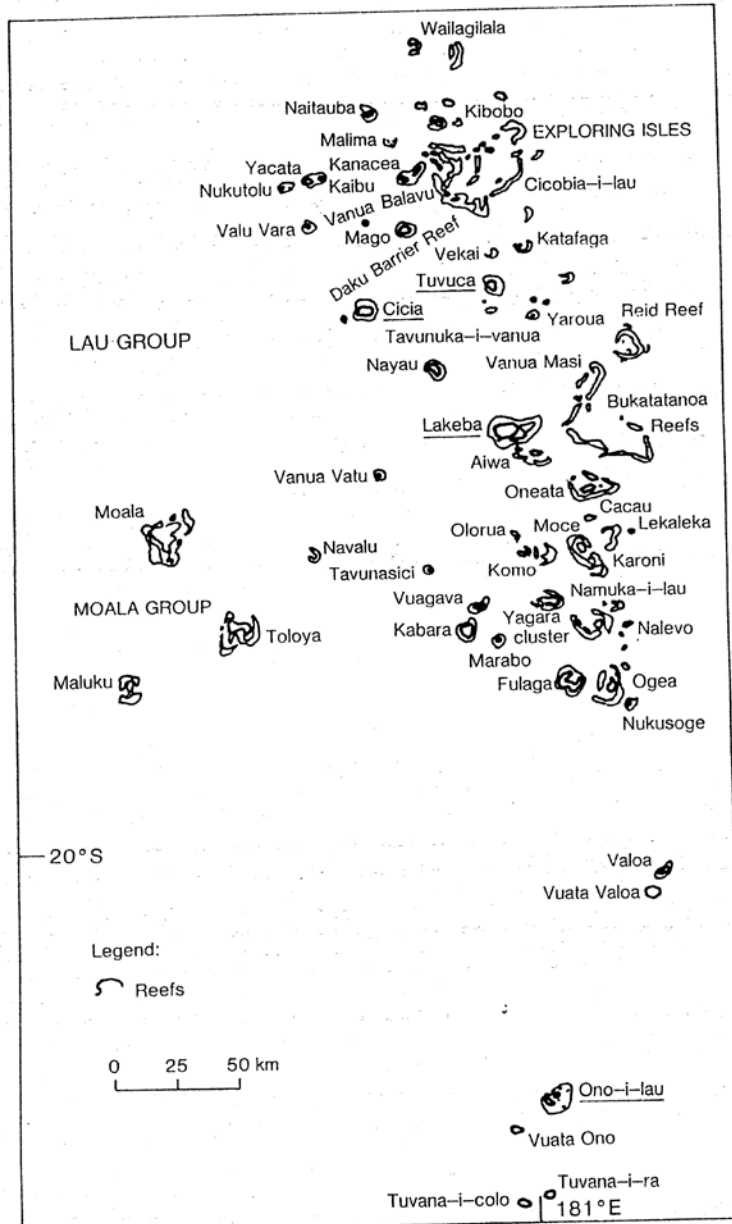 Wailagilala
Naitauba
Kibobo
Malima
EXPLORING ISLES
Yacata
Kanacea
Nukutolu
Kaibu
Cicobia-i-lau
Vanua Balavu
Valu Vara
Mago
Katafaga
Daku Barrier Reef
Vekai
Tuvuca
Cicia
Yaroua
Reid Reef
Tavunuka-i-vanua
LAU GROUP
Nayau
Vanua Masi
Bukatatanoa
Reefs
Lakeba
Aiwa
Vanua Vatu
Oneata
Moala
Cacau
Olorua
Moce
Lekaleka
Navalu
Tavunasici
Komo
Karoni
MOALA GROUP
Vuagava
Namuka-i-lau
Toloya
Kabara
Yagara
cluster
Nalevo
Marabo
Maluku
Fulaga
Ogea
Nukusoge
20°S
Valoa
Vuata Valoa
Legend:
Reefs
0 25 50 km
Ono-i-lau
Vuata Ono
Tuvana-i-ra
Tuvana-i-colo
181°E